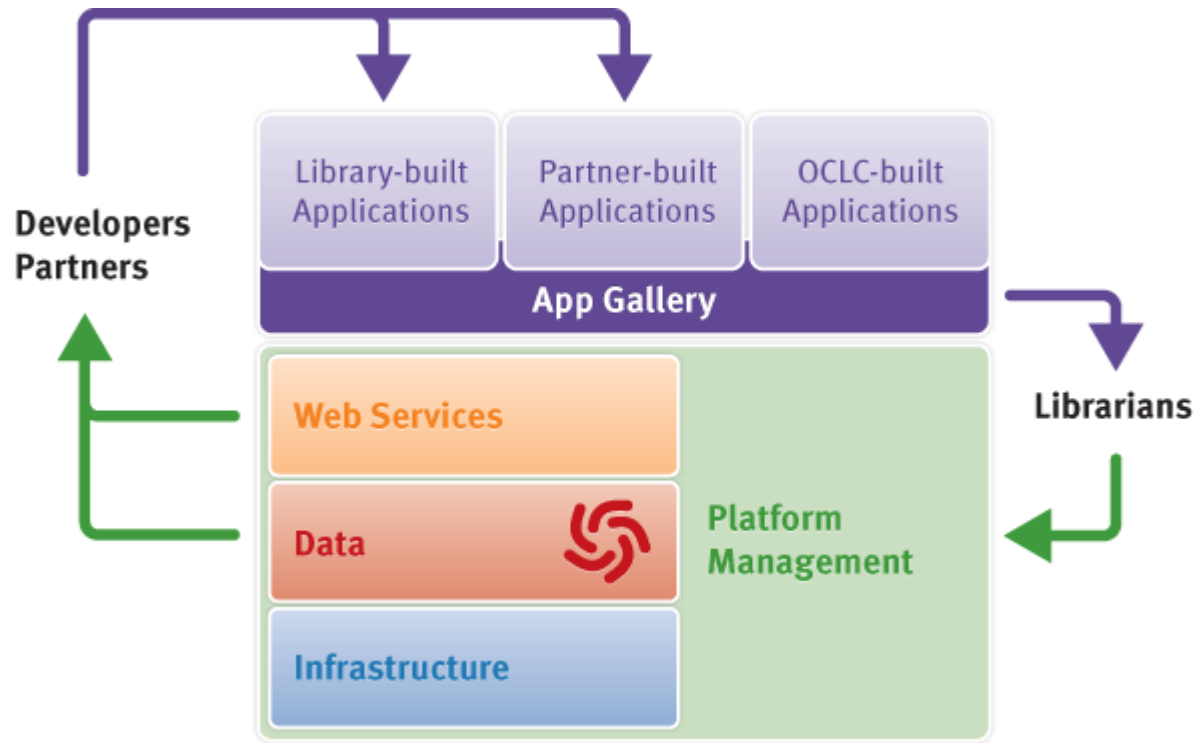 Library-built
Applications
Partner-built
Applications
OCLC-built
Applications
Developers
Partners
App Gallery
Librarians
Web Services
Data
Platform
Management
Infrastructure